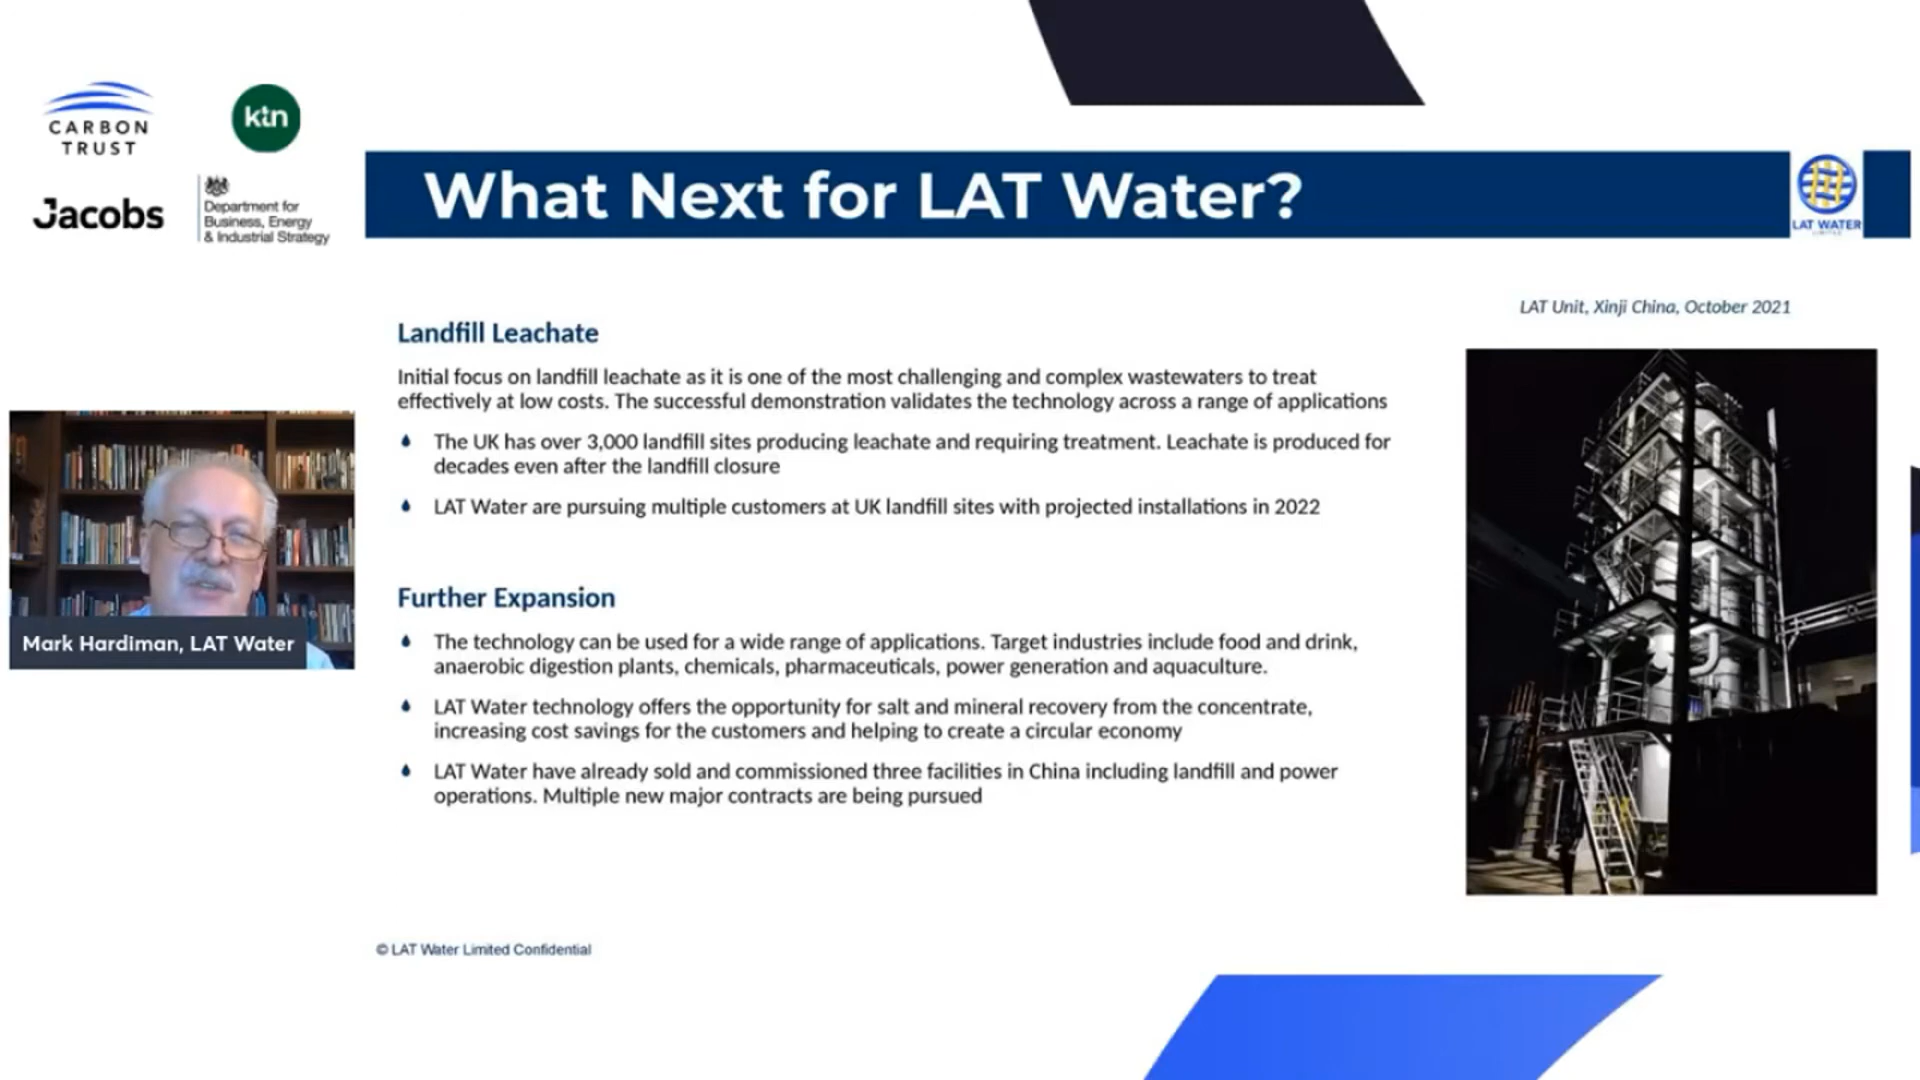 CARBON
TRUST
ktn
Jacobs
Department for
Business, Energy
& Industrial Strategy
What Next for LAT Water?
LAT WATER
LIMITED
LAT Unit, Xinji China, October 2021
Landfill Leachate
Initial focus on landfill leachate as it is one of the most challenging and complex wastewaters to treat
effectively at low costs. The successful demonstration validates the technology across a range of applications
The UK has over 3,000 landfill sites producing leachate and requiring treatment. Leachate is produced for
decades even after the landfill closure
LAT Water are pursuing multiple customers at UK landfill sites with projected installations in 2022
Mark Hardiman, LAT Water
Further Expansion
The technology can be used for a wide range of applications. Target industries include food and drink,
anaerobic digestion plants, chemicals, pharmaceuticals, power generation and aquaculture.
LAT Water technology offers the opportunity for salt and mineral recovery from the concentrate,
increasing cost savings for the customers and helping to create a circular economy
LAT Water have already sold and commissioned three facilities in China including landfill and power
operations. Multiple new major contracts are being pursued
© LAT Water Limited Confidential